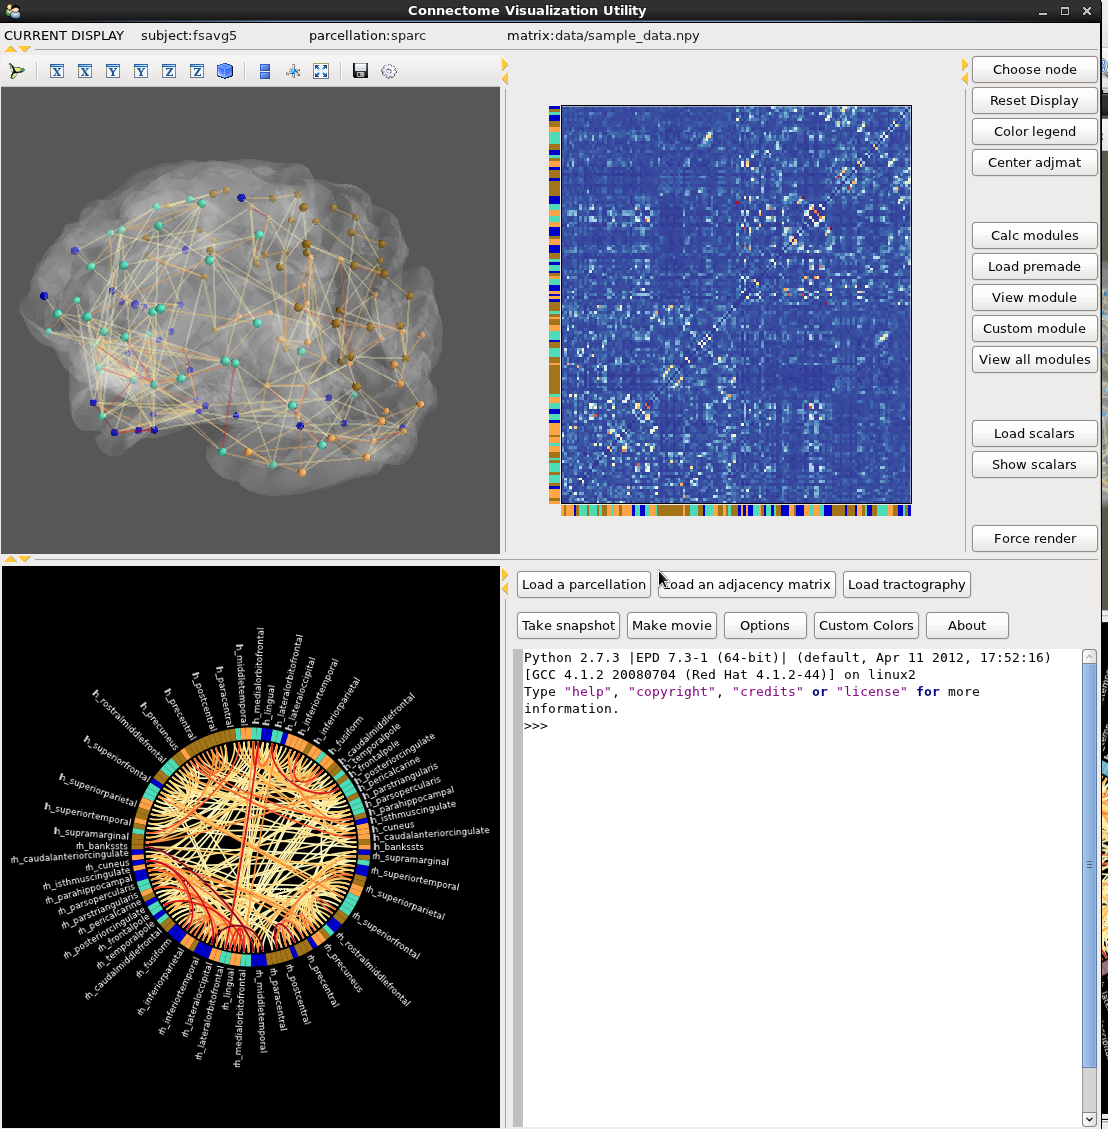 Connectome Visualization Utility
CURRENT DISPLAY subject:fsavg5 parcellation:sparc matrix:data/sample_data.npy
X X Y Y Z Z
Choose node
Reset Display
Color legend
Center adjmat
Calc modules
Load premade
View module
Custom module
View all modules
Load scalars
Show scalars
Force render
Load a parcellation
Load an adjacency matrix
Load tractography
Take snapshot
Make movie
Options
Custom Colors
About
Python 2.7.3 |EPD 7.3-1 (64-bit)| (default, Apr 11 2012, 17:52:16)
[GCC 4.1.2 20080704 (Red Hat 4.1.2-44)] on linux2
Type "help", "copyright", "credits" or "license" for more
information.
>>>
lh_middletemporal
lh_medialorbitofrontal
lh_lingual
lh_lateralorbitofrontal
lh_lateraloccipital
lh_inferiortemporal
lh_inferiorparietal
lh_fusiform
lh_caudalmiddlefrontal
lh_temporalpole
lh_frontalpole
lh_posteriorcingulate
lh_pericalcarine
lh_parstriangularis
lh_parsopercularis
lh_parahippocampal
lh_isthmuscingulate
lh_cuneus
lh_caudalanteriorcingulate
lh_bankssts
rh_supramarginal
rh_superiortemporal
rh_superiorparietal
rh_superiorfrontal
rh_rostralmiddlefrontal
rh_precuneus
rh_precentral
rh_postcentral
rh_paracentral
rh_middletemporal
rh_medialorbitofrontal
rh_lingual
rh_lateralorbitofrontal
rh_lateraloccipital
rh_inferiortemporal
rh_inferiorparietal
rh_fusiform
rh_caudalmiddlefrontal
rh_temporalpole
rh_frontalpole
rh_posteriorcingulate
rh_pericalcarine
rh_parstriangularis
rh_parsopercularis
rh_parahippocampal
rh_isthmuscingulate
rh_cuneus
rh_caudalanteriorcingulate
rh_bankssts
lh_supramarginal
lh_superiortemporal
lh_superiorparietal
lh_superiorfrontal
lh_rostralmiddlefrontal
lh_precuneus
lh_precentral
lh_postcentral
lh_paracentral